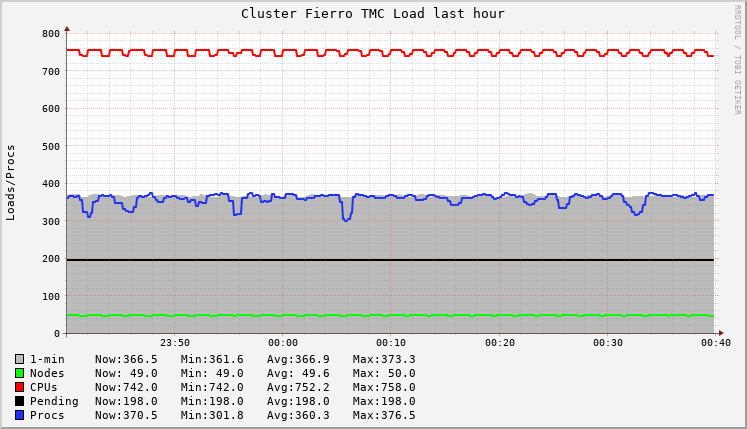 Cluster Fierro TMC Load last hour
RRDTOOL / TOBI OETIKER
Loads/Procs
800
700
600
500
400
300
200
100
0
23:50 00:00 00:10 00:20 00:30 00:40
1-min Now:366.5 Min:361.6 Avg:366.9 Max:373.3
Nodes Now: 49.0 Min: 49.0 Avg: 49.6 Max: 50.0
CPUs Now:742.0 Min:742.0 Avg:752.2 Max:758.0
Pending Now:198.0 Min:198.0 Avg:198.0 Max:198.0
Procs Now:370.5 Min:301.8 Avg:360.3 Max:376.5